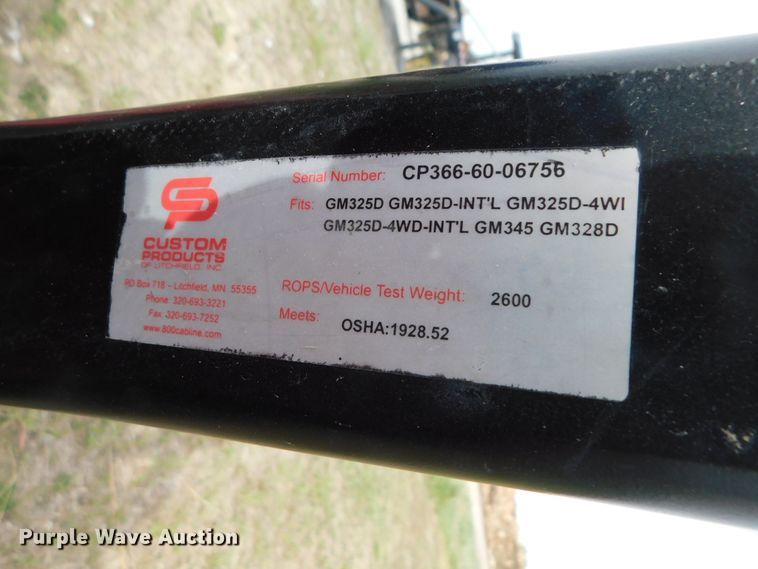 CP
CUSTOM
PRODUCTS
OF LITCHFIELD, INC.
PO Box 718 - Litchfield, MN 55355
Phone: 320-693-3221
Fax: 320-693-7252
www.800cabline.com
Serial Number: CP366-60-06756
Fits: GM325D GM325D-INT'L GM325D-4WI
GM325D-4WD-INT'L GM345 GM328D
ROPS/Vehicle Test Weight: 2600
Meets: OSHA:1928.52
Purple Wave Auction